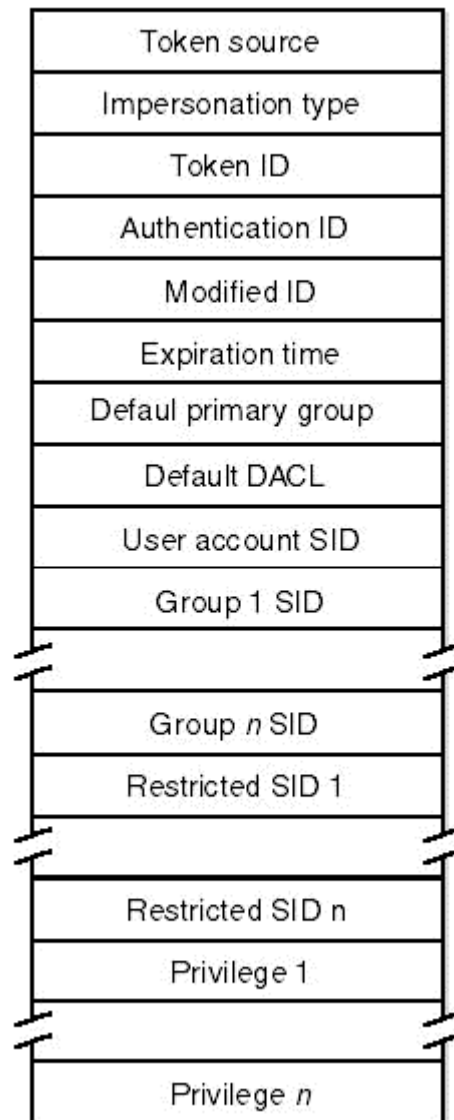 Token source
Impersonation type
Token ID
Authentication ID
Modified ID
Expiration time
Defaul primary group
Default DACL
User account SID
Group 1 SID
Group n SID
Restricted SID 1
Restricted SID n
Privilege 1
Privilege n